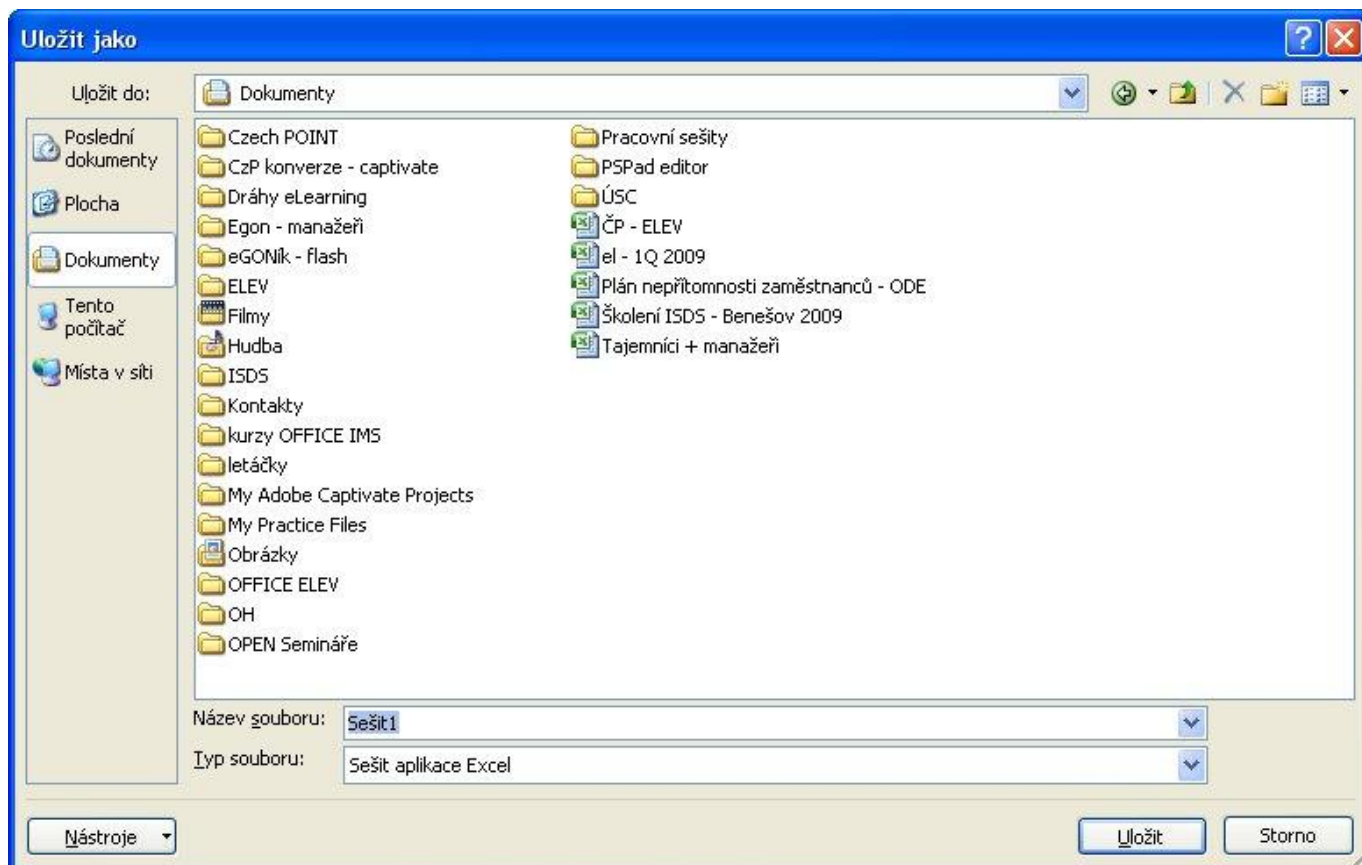 Uložit jako
Uložit do:
Dokumenty
Poslední
dokumenty
Plocha
Dokumenty
Tento
počítač
Místa v síti
Czech POINT
CzP konverze - captivate
Dráhy eLearning
Egon - manažeři
eGONík - flash
ELEV
Filmy
Hudba
ISDS
Kontakty
kurzy OFFICE IMS
letáčky
My Adobe Captivate Projects
My Practice Files
Obrázky
OFFICE ELEV
OH
OPEN Semináře
Pracovní sešity
PSPad editor
ÚSC
ČP - ELEV
el - 1Q 2009
Plán nepřítomnosti zaměstnanců - ODE
Školení ISDS - Benešov 2009
Tajemníci + manažeři
Název souboru:
Sešit1
Typ souboru:
Sešit aplikace Excel
Nástroje
Uložit
Storno